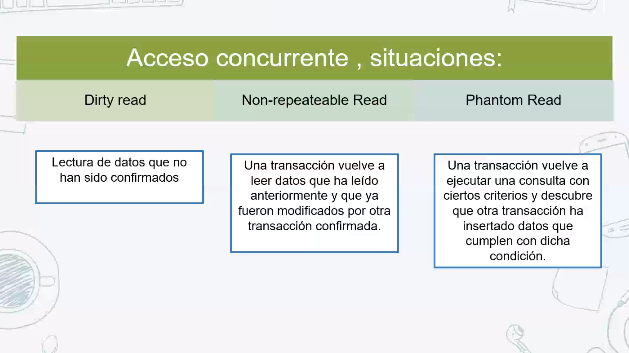 Acceso concurrente , situaciones:
Dirty read
Non-repeateable Read
Phantom Read
Lectura de datos que no
han sido confirmados
Una transacción vuelve a
leer datos que ha leído
anteriormente y que ya
fueron modificados por otra
transacción confirmada.
Una transacción vuelve a
ejecutar una consulta con
ciertos criterios y descubre
que otra transacción ha
insertado datos que
cumplen con dicha
condición.